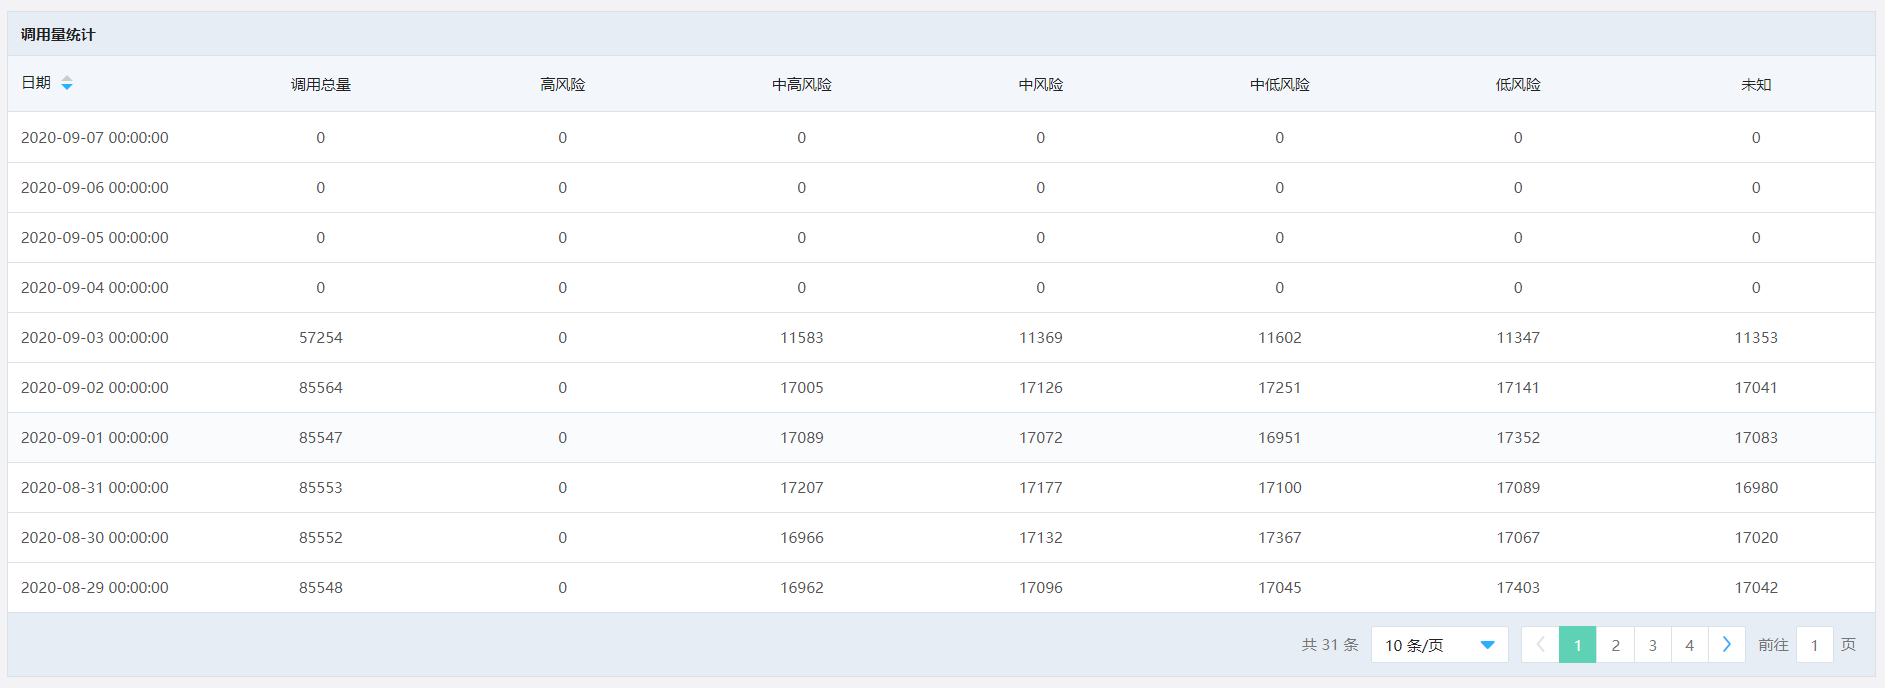 调用量统计
日期 调用总量 高风险 中高风险 中风险 中低风险 低风险 未知
2020-09-07 00:00:00 0 0 0 0 0 0 0
2020-09-06 00:00:00 0 0 0 0 0 0 0
2020-09-05 00:00:00 0 0 0 0 0 0 0
2020-09-04 00:00:00 0 0 0 0 0 0 0
2020-09-03 00:00:00 57254 0 11583 11369 11602 11347 11353
2020-09-02 00:00:00 85564 0 17005 17126 17251 17141 17041
2020-09-01 00:00:00 85547 0 17089 17072 16951 17352 17083
2020-08-31 00:00:00 85553 0 17207 17177 17100 17089 16980
2020-08-30 00:00:00 85552 0 16966 17132 17367 17067 17020
2020-08-29 00:00:00 85548 0 16962 17096 17045 17403 17042
共 31 条 10 条/页 1 2 3 4 前往 1 页